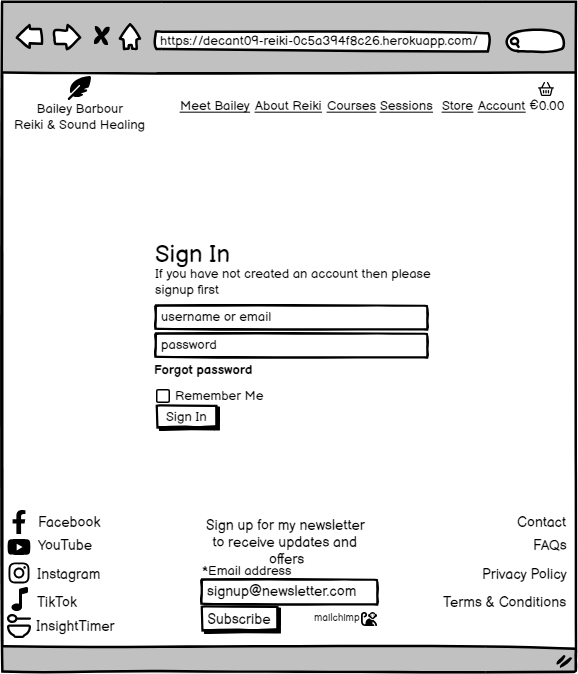 https://decant09-reiki-0c5a394f8c26.herokuapp.com/
Bailey Barbour
Reiki & Sound Healing
Meet Bailey About Reiki Courses Sessions Store Account €0.00
Sign In
If you have not created an account then please
signup first
username or email
password
Forgot password
Remember Me
Sign In
Facebook
YouTube
Instagram
TikTok
InsightTimer
Sign up for my newsletter
to receive updates and
offers
*Email address
signup@newsletter.com
Subscribe
mailchimp
Contact
FAQs
Privacy Policy
Terms & Conditions